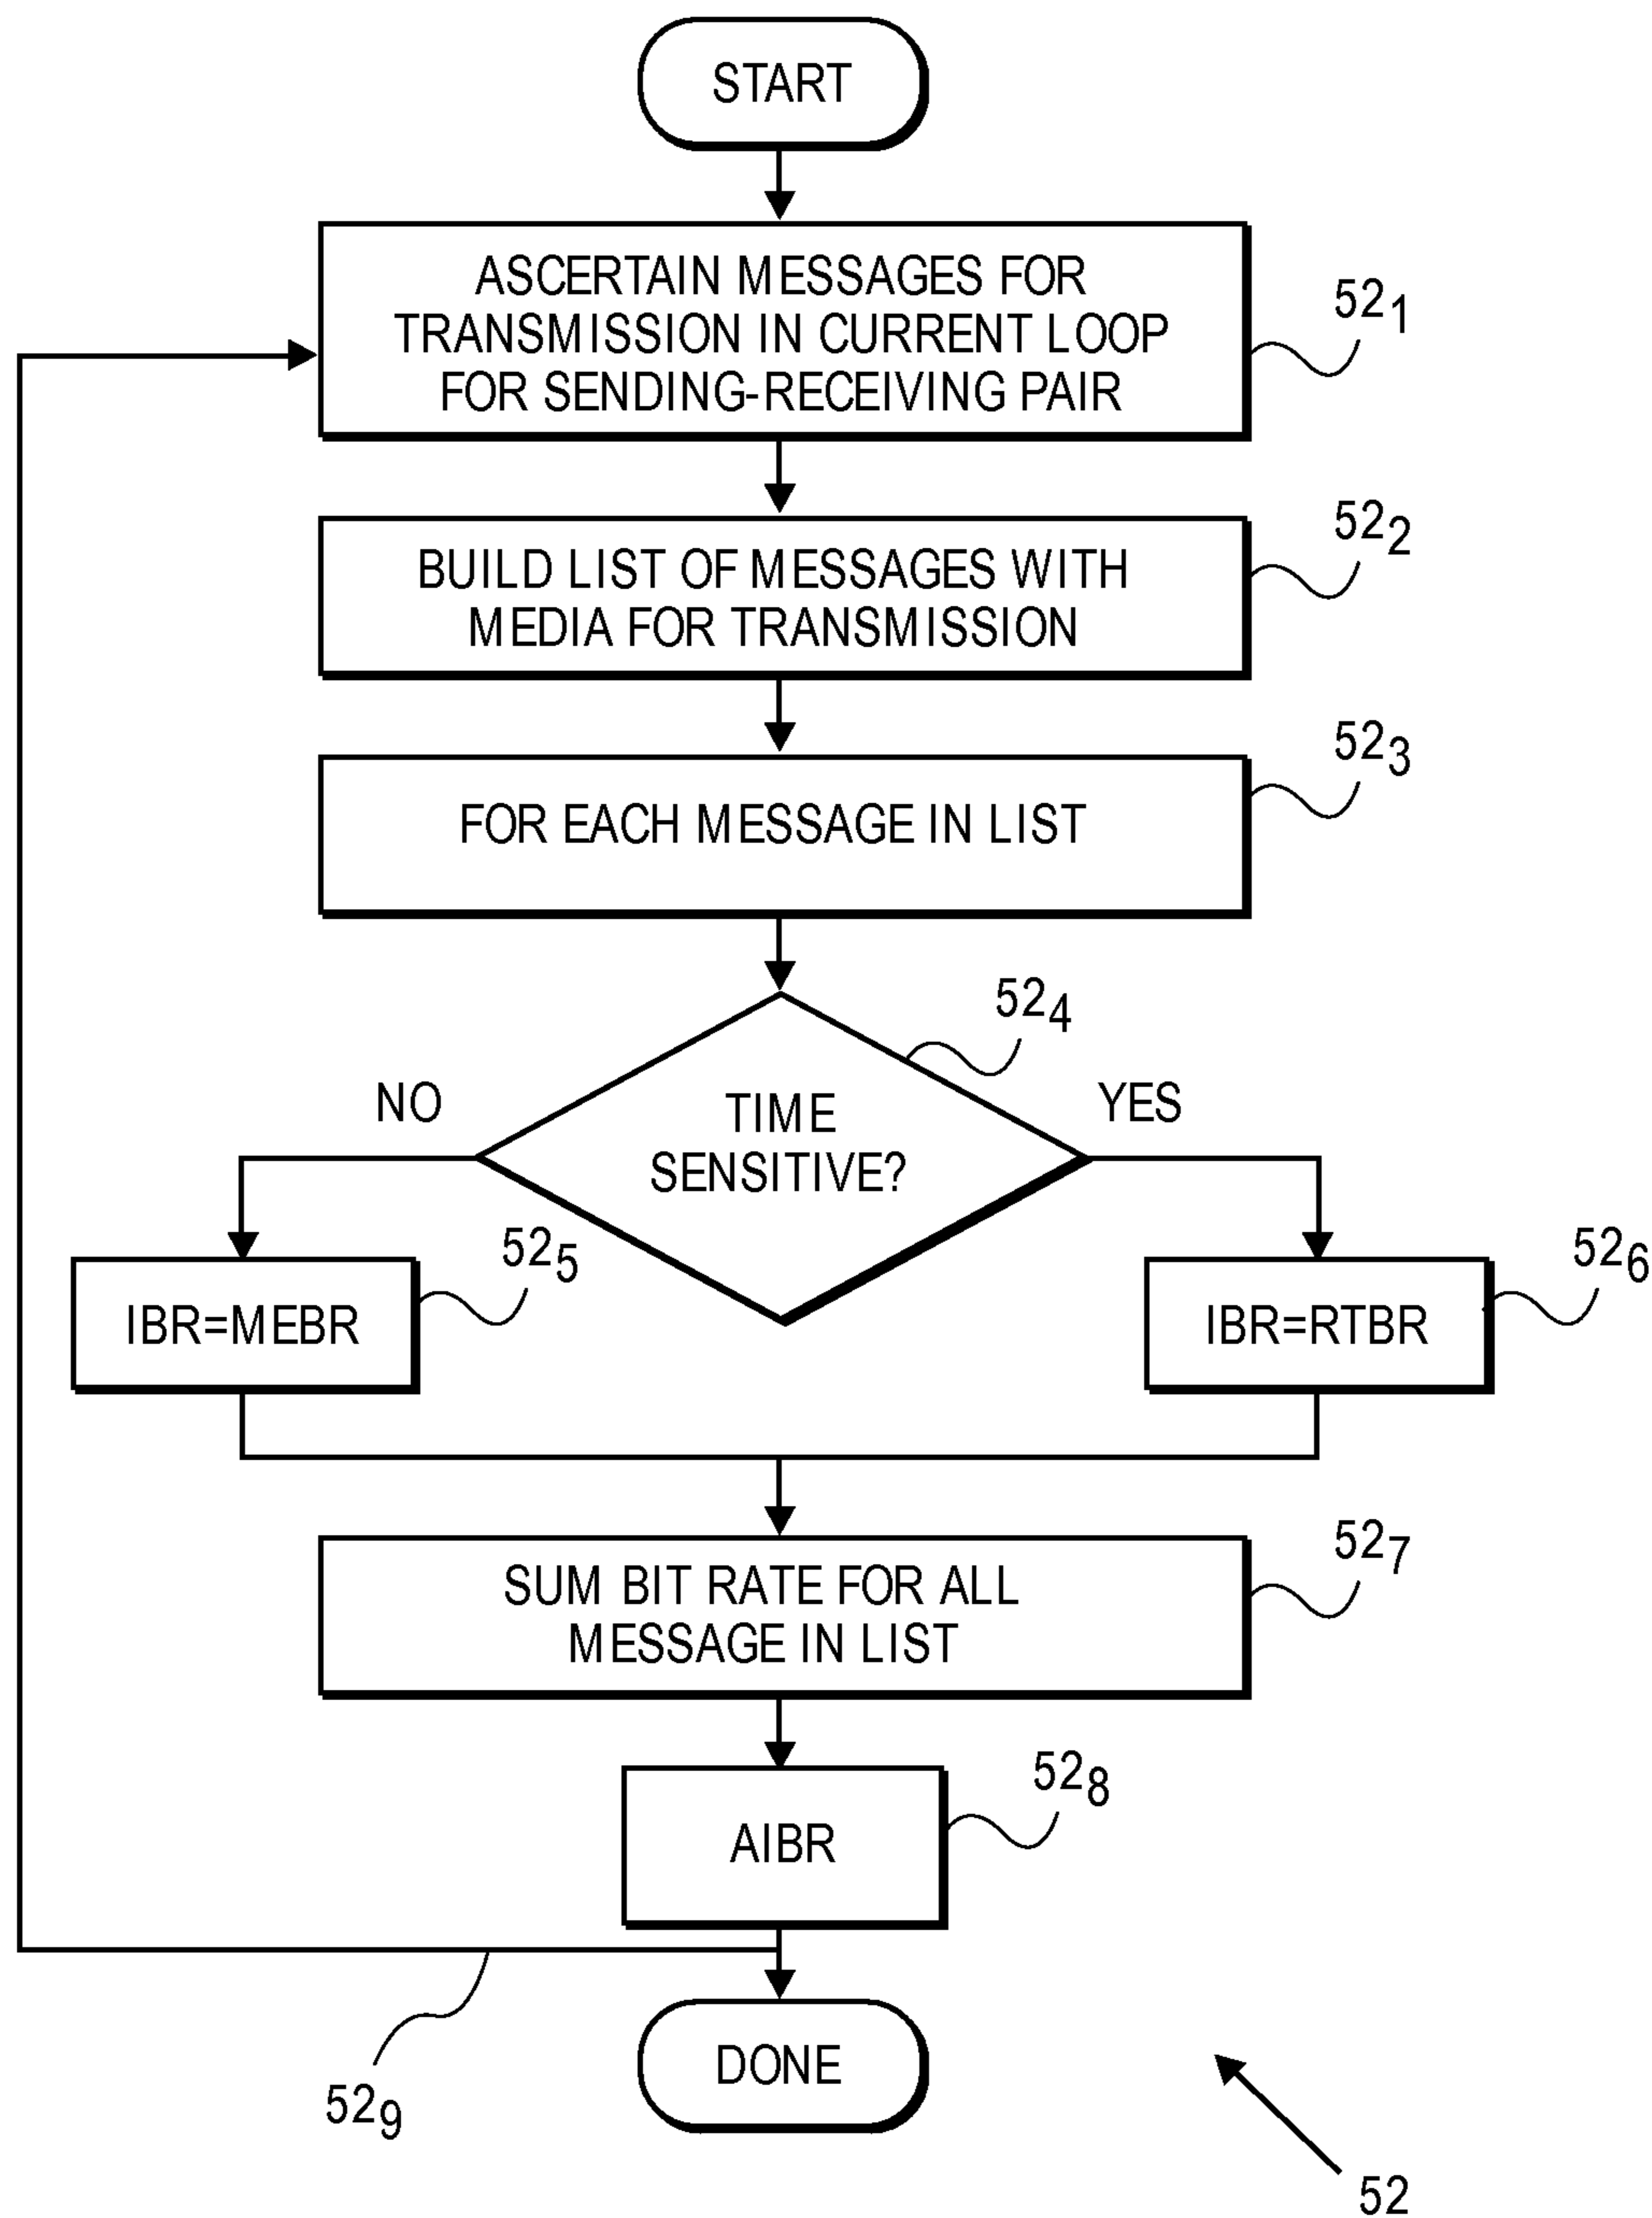 START
ASCERTAIN MESSAGES FOR
TRANSMISSION IN CURRENT LOOP
FOR SENDING-RECEIVING PAIR
521
BUILD LIST OF MESSAGES WITH
MEDIA FOR TRANSMISSION
522
FOR EACH MESSAGE IN LIST
523
524
NO
TIME
SENSITIVE?
YES
IBR=MEBR
525
IBR=RTBR
526
SUM BIT RATE FOR ALL
MESSAGE IN LIST
527
AIBR
528
529
DONE
52